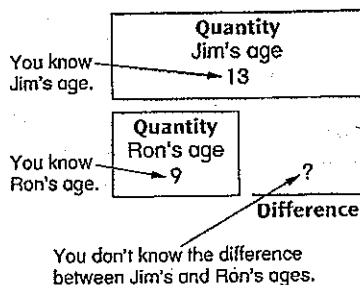 Quantity
Jim's age
13
You know
Jim's age.
Quantity
Ron's age
9
You know
Ron's age.
?
Difference
You don't know the difference
between Jim's and Ron's ages.